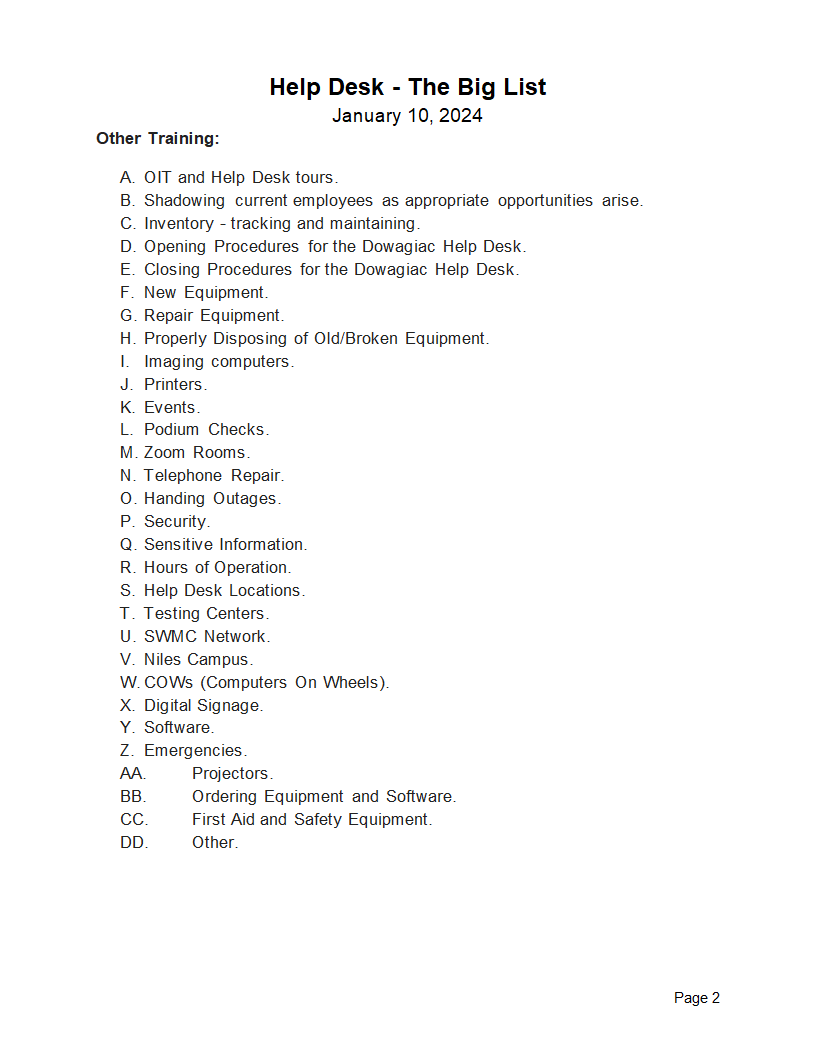 Help Desk - The Big List
January 10, 2024
Other Training:
A. OIT and Help Desk tours.
B. Shadowing current employees as appropriate opportunities arise.
C. Inventory - tracking and maintaining.
D. Opening Procedures for the Dowagiac Help Desk.
E. Closing Procedures for the Dowagiac Help Desk.
F. New Equipment.
G. Repair Equipment.
H. Properly Disposing of Old/Broken Equipment.
I. Imaging computers.
J. Printers.
K. Events.
L. Podium Checks.
M. Zoom Rooms.
N. Telephone Repair.
O. Handing Outages.
P. Security.
Q. Sensitive Information.
R. Hours of Operation.
S. Help Desk Locations.
T. Testing Centers.
U. SWMC Network.
V. Niles Campus.
W. COWs (Computers On Wheels).
X. Digital Signage.
Y. Software.
Z. Emergencies.
AA. Projectors.
BB. Ordering Equipment and Software.
CC. First Aid and Safety Equipment.
DD. Other.
Page 2